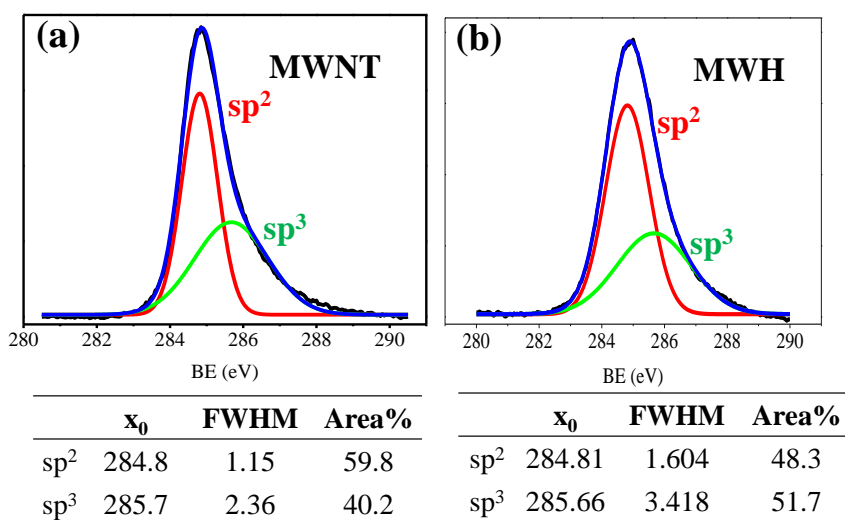 (a)
MWNT
sp²
sp³
280 282 284 286 288 290
BE (eV)
x₀ FWHM Area%
sp² 284.8 1.15 59.8
sp³ 285.7 2.36 40.2
(b)
MWH
sp²
sp³
280 282 284 286 288 290
BE (eV)
x₀ FWHM Area%
sp² 284.81 1.604 48.3
sp³ 285.66 3.418 51.7